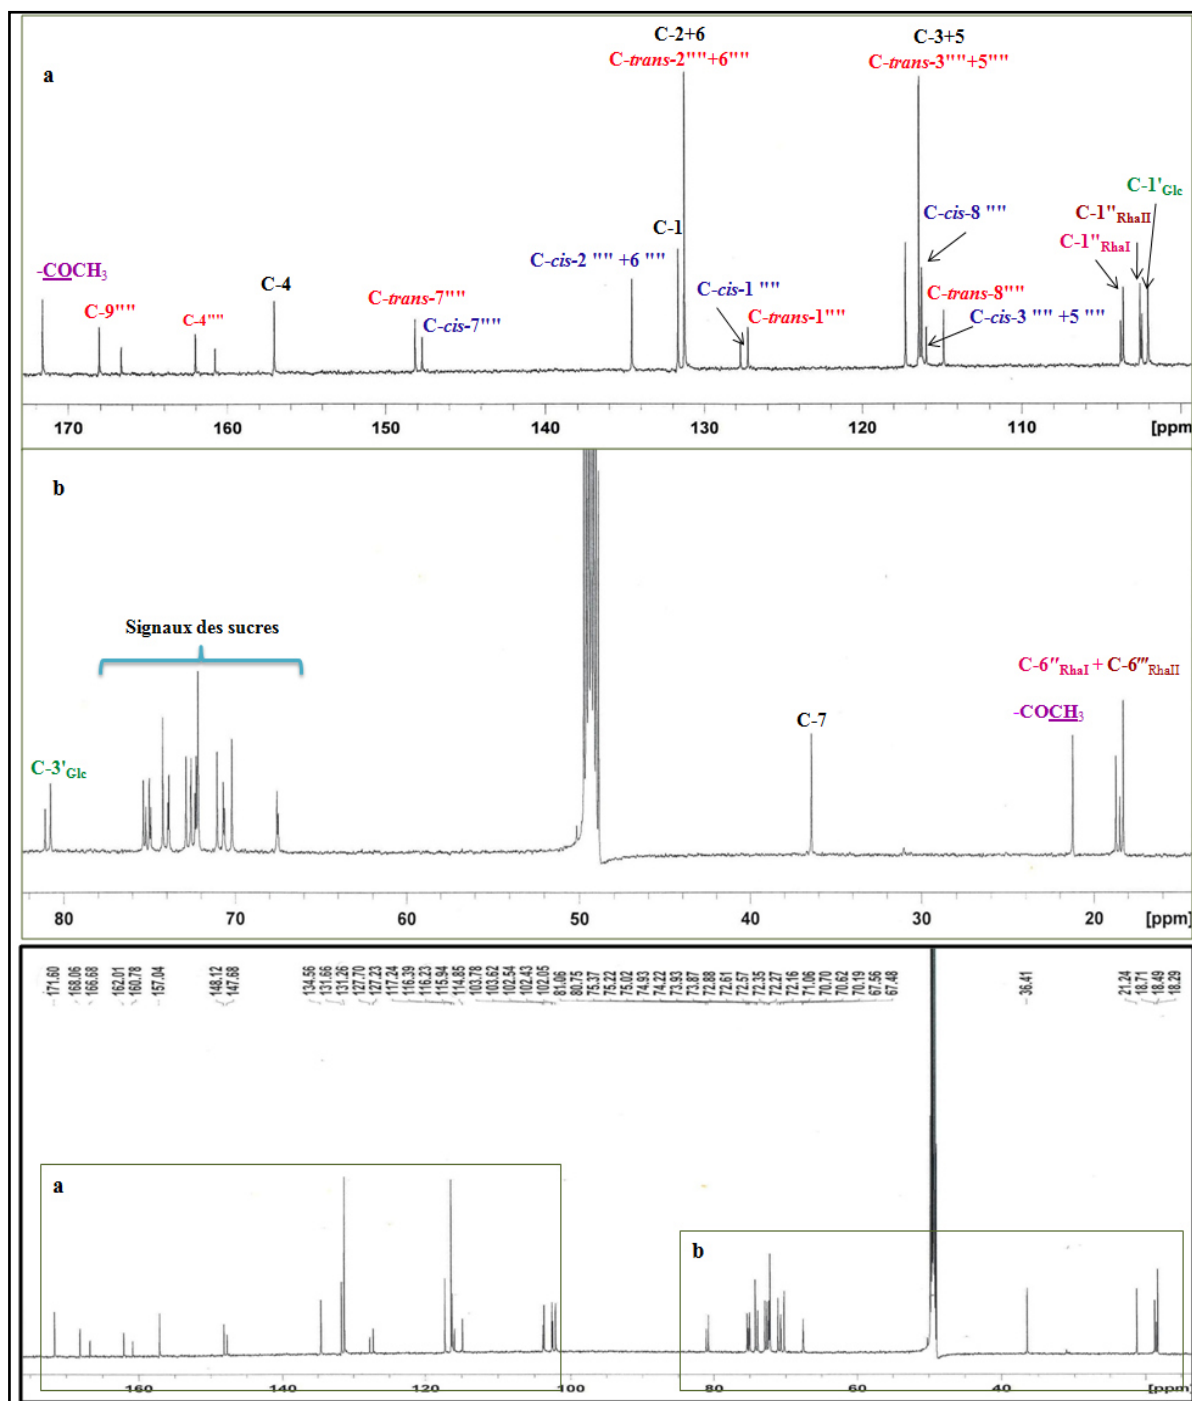 a
C-2+6
C-trans-2""+6""
C-3+5
C-trans-3""+5""
C-1'Glc
C-cis-8 ""
C-1"RhaII
C-1
C-1"RhaI
C-cis-2 "" +6 ""
-COCH3
C-4
C-cis-1 ""
C-9""
C-trans-7""
C-trans-8""
C-4""
C-cis-7""
C-trans-1""
C-cis-3 "" +5 ""
170 160 150 140 130 120 110 [ppm]
b
Signaux des sucres
C-6"RhaI + C-6'''RhaII
-COCH3
C-7
C-3'Glc
80 70 60 50 40 30 20 [ppm]
171.60
168.06
166.68
162.01
160.78
157.04
148.12
147.68
134.56
131.66
131.26
127.70
127.23
117.24
116.39
116.23
115.94
114.85
103.78
103.62
102.54
102.43
102.05
81.06
80.75
75.37
75.22
75.02
74.93
74.22
73.93
73.87
72.88
72.61
72.57
72.35
72.27
72.16
71.06
70.70
70.62
70.19
67.56
67.48
36.41
21.24
18.71
18.49
18.29
a
b
160 140 120 100 80 60 40 [ppm]